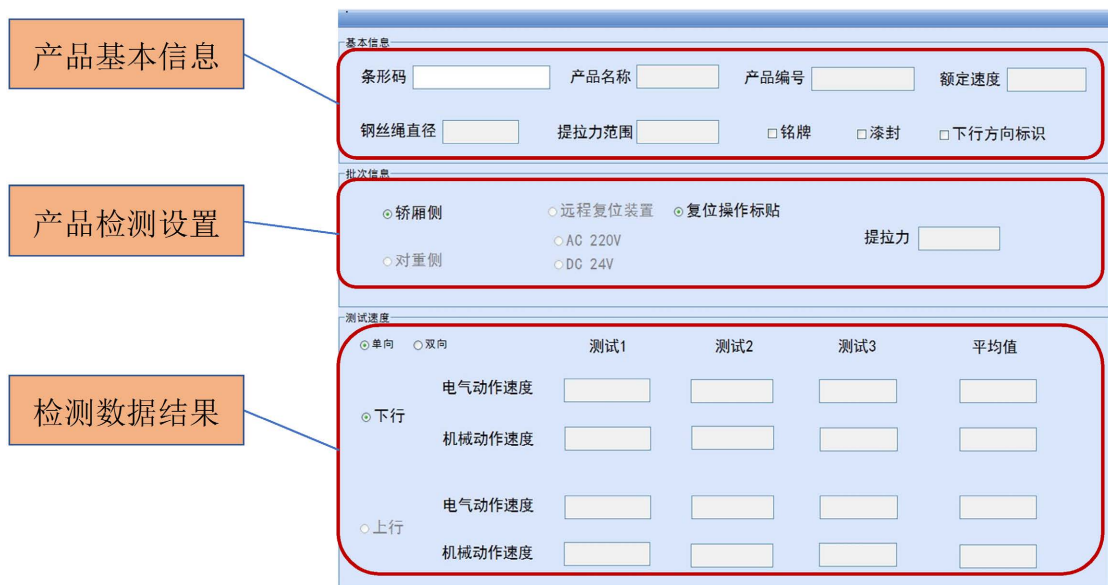 产品基本信息
基本信息
条形码 产品名称 产品编号 额定速度
钢丝绳直径 提拉力范围 铭牌 漆封 下行方向标识
产品检测设置
批次信息
轿厢侧 远程复位装置 复位操作标贴
AC 220V 提拉力
对重侧 DC 24V
检测数据结果
测试速度
单向 双向 测试1 测试2 测试3 平均值
电气动作速度
下行
机械动作速度
电气动作速度
上行
机械动作速度